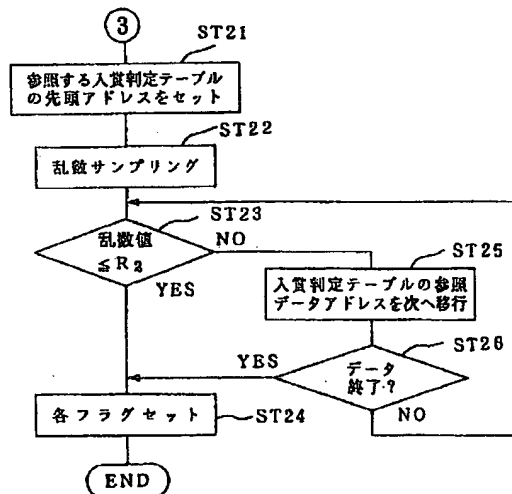 3
ST21
参照する入賞判定テーブル
の先頭アドレスをセット
ST22
乱数サンプリング
ST23
乱数値
≦R2
NO
YES
ST25
入賞判定テーブルの参照
データアドレスを次へ移行
ST26
データ
終了?
YES
NO
各フラグセット
ST24
END